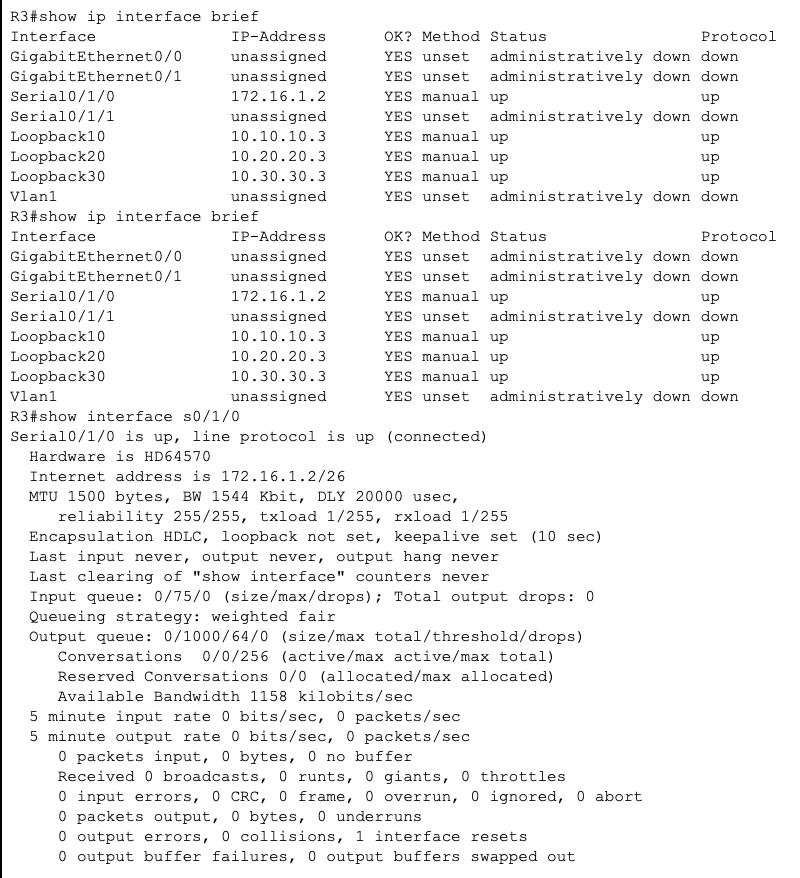 R3#show ip interface brief
Interface              IP-Address      OK? Method Status                Protocol
GigabitEthernet0/0     unassigned      YES unset  administratively down down
GigabitEthernet0/1     unassigned      YES unset  administratively down down
Serial0/1/0            172.16.1.2      YES manual up                    up
Serial0/1/1            unassigned      YES unset  administratively down down
Loopback10             10.10.10.3      YES manual up                    up
Loopback20             10.20.20.3      YES manual up                    up
Loopback30             10.30.30.3      YES manual up                    up
Vlan1                  unassigned      YES unset  administratively down down
R3#show ip interface brief
Interface              IP-Address      OK? Method Status                Protocol
GigabitEthernet0/0     unassigned      YES unset  administratively down down
GigabitEthernet0/1     unassigned      YES unset  administratively down down
Serial0/1/0            172.16.1.2      YES manual up                    up
Serial0/1/1            unassigned      YES unset  administratively down down
Loopback10             10.10.10.3      YES manual up                    up
Loopback20             10.20.20.3      YES manual up                    up
Loopback30             10.30.30.3      YES manual up                    up
Vlan1                  unassigned      YES unset  administratively down down
R3#show interface s0/1/0
Serial0/1/0 is up, line protocol is up (connected)
  Hardware is HD64570
  Internet address is 172.16.1.2/26
  MTU 1500 bytes, BW 1544 Kbit, DLY 20000 usec,
     reliability 255/255, txload 1/255, rxload 1/255
  Encapsulation HDLC, loopback not set, keepalive set (10 sec)
  Last input never, output never, output hang never
  Last clearing of "show interface" counters never
  Input queue: 0/75/0 (size/max/drops); Total output drops: 0
  Queueing strategy: weighted fair
  Output queue: 0/1000/64/0 (size/max total/threshold/drops)
     Conversations  0/0/256 (active/max active/max total)
     Reserved Conversations 0/0 (allocated/max allocated)
     Available Bandwidth 1158 kilobits/sec
  5 minute input rate 0 bits/sec, 0 packets/sec
  5 minute output rate 0 bits/sec, 0 packets/sec
     0 packets input, 0 bytes, 0 no buffer
     Received 0 broadcasts, 0 runts, 0 giants, 0 throttles
     0 input errors, 0 CRC, 0 frame, 0 overrun, 0 ignored, 0 abort
     0 packets output, 0 bytes, 0 underruns
     0 output errors, 0 collisions, 1 interface resets
     0 output buffer failures, 0 output buffers swapped out